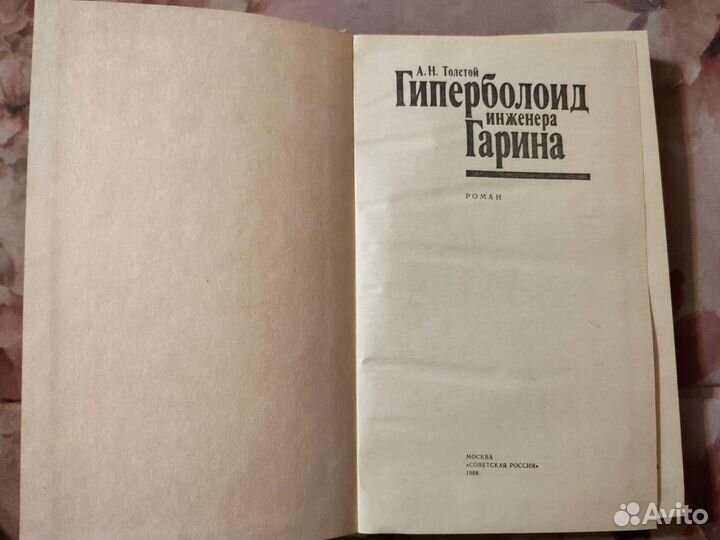 А. Н. Толстой
Гиперболоид
инженера
Гарина
РОМАН
МОСКВА
«СОВЕТСКАЯ РОССИЯ»
1988
Avito